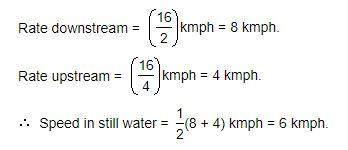 Rate downstream = (16/2) kmph = 8 kmph.
Rate upstream = (16/4) kmph = 4 kmph.
∴ Speed in still water = 1/2(8 + 4) kmph = 6 kmph.